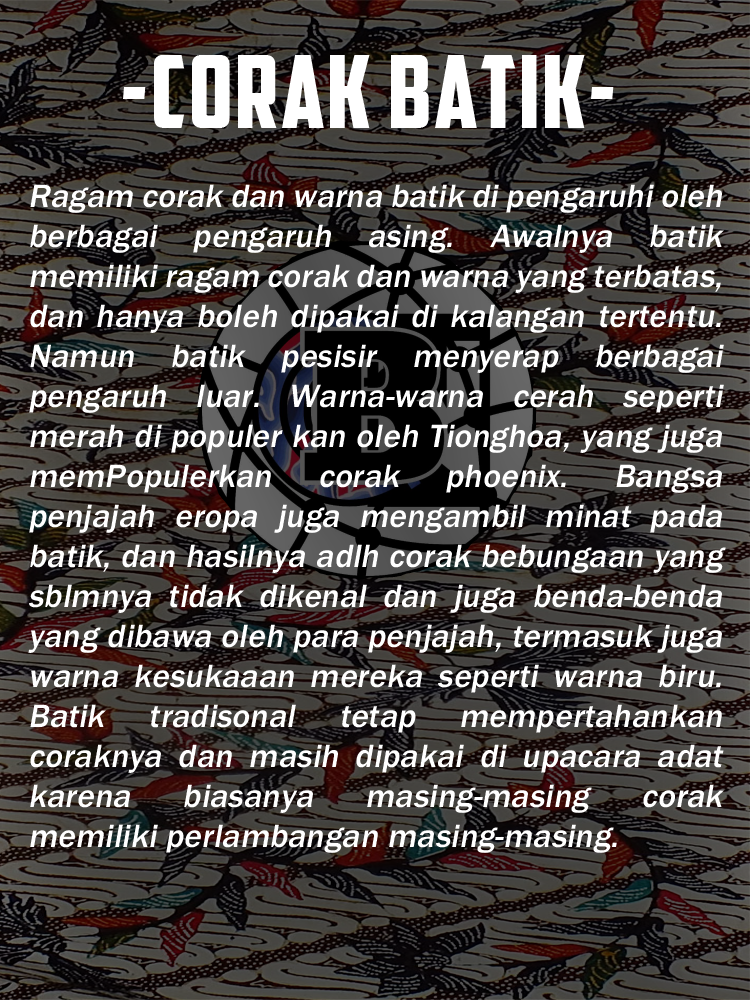 -CORAK BATIK-
Ragam corak dan warna batik di pengaruhi oleh
berbagai pengaruh asing. Awalnya batik
memiliki ragam corak dan warna yang terbatas,
dan hanya boleh dipakai di kalangan tertentu.
Namun batik pesisir menyerap berbagai
pengaruh luar. Warna-warna cerah seperti
merah di populer kan oleh Tionghoa, yang juga
memPopulerkan corak phoenix. Bangsa
penjajah eropa juga mengambil minat pada
batik, dan hasilnya adlh corak bebungaan yang
sblmnya tidak dikenal dan juga benda-benda
yang dibawa oleh para penjajah, termasuk juga
warna kesukaaan mereka seperti warna biru.
Batik tradisonal tetap mempertahankan
coraknya dan masih dipakai di upacara adat
karena biasanya masing-masing corak
memiliki perlambangan masing-masing.
B